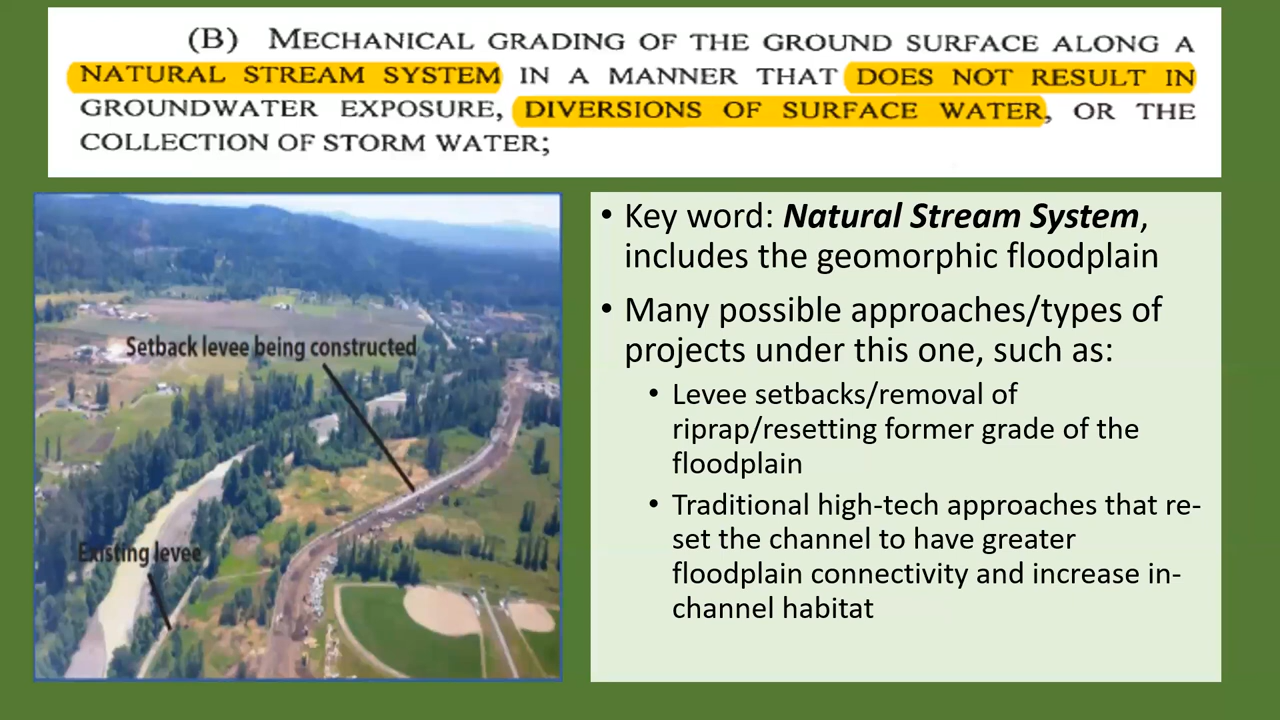 (B) MECHANICAL GRADING OF THE GROUND SURFACE ALONG A
NATURAL STREAM SYSTEM IN A MANNER THAT DOES NOT RESULT IN
GROUNDWATER EXPOSURE, DIVERSIONS OF SURFACE WATER, OR THE
COLLECTION OF STORM WATER;
Setback levee being constructed
Existing levee
• Key word: Natural Stream System,
includes the geomorphic floodplain
• Many possible approaches/types of
projects under this one, such as:
• Levee setbacks/removal of
riprap/resetting former grade of the
floodplain
• Traditional high-tech approaches that re-
set the channel to have greater
floodplain connectivity and increase in-
channel habitat